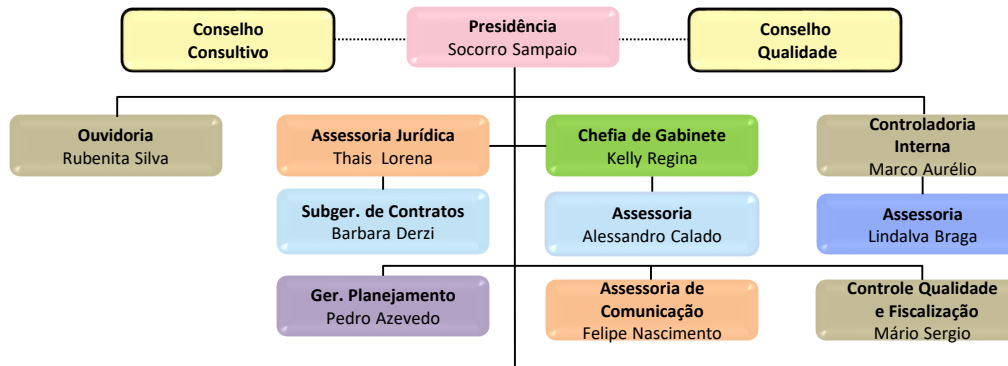 Conselho
Consultivo
Presidência
Socorro Sampaio
Conselho
Qualidade
Ouvidoria
Rubenita Silva
Assessoria Jurídica
Thais Lorena
Chefia de Gabinete
Kelly Regina
Controladoria
Interna
Marco Aurélio
Subger. de Contratos
Barbara Derzi
Assessoria
Alessandro Calado
Assessoria
Lindalva Braga
Ger. Planejamento
Pedro Azevedo
Assessoria de
Comunicação
Felipe Nascimento
Controle Qualidade
e Fiscalização
Mário Sergio